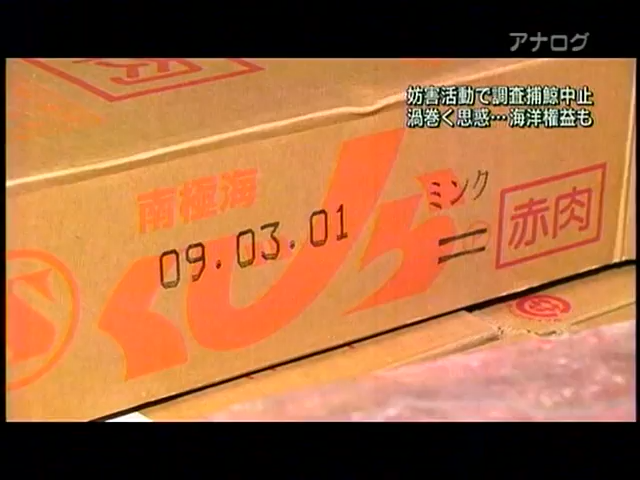 アナログ
妨害活動で調査捕鯨中止
渦巻く思惑…海洋権益も
南極海
09.03.01
くじら
ミンク
二
赤肉